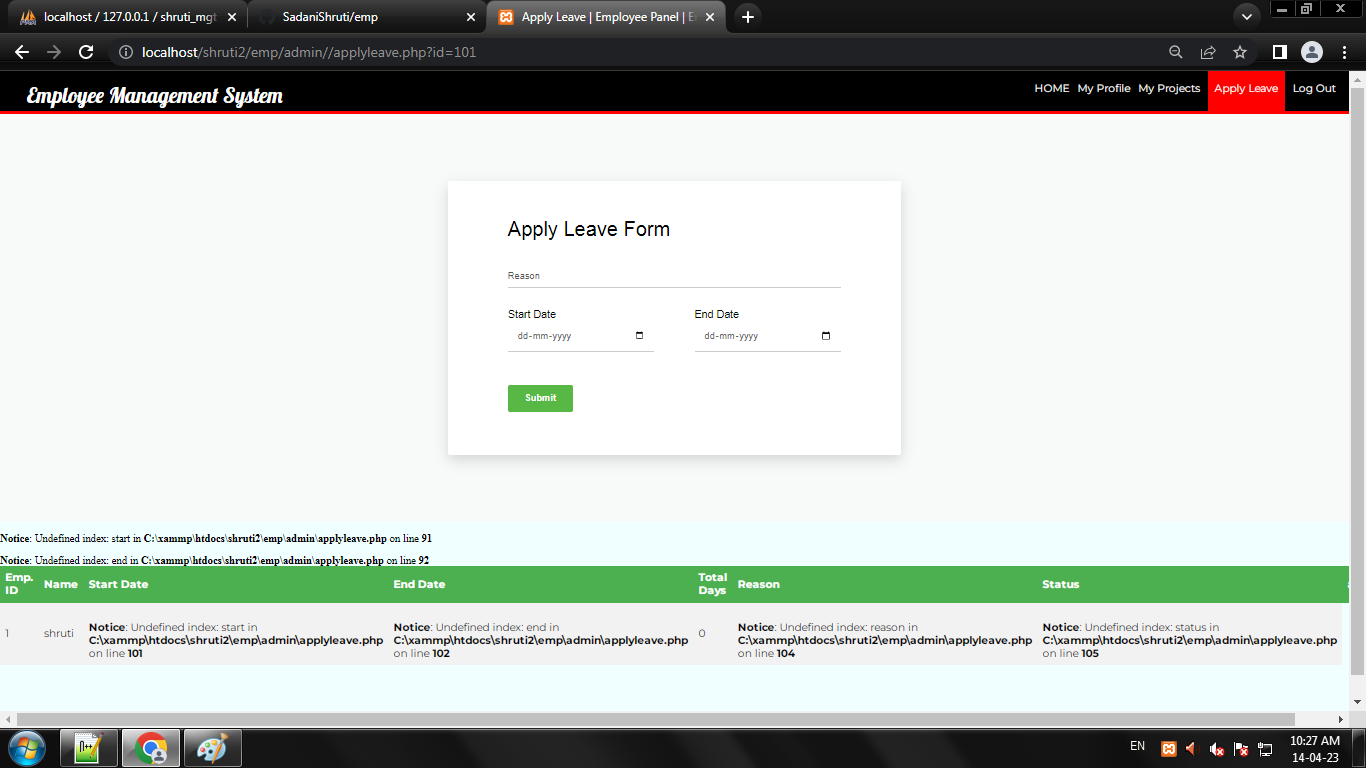 localhost / 127.0.0.1 / shruti_mgt
SadaniShruti/emp
Apply Leave | Employee Panel | E
localhost/shruti2/emp/admin//applyleave.php?id=101
Employee Management System
HOME My Profile My Projects Apply Leave Log Out
Apply Leave Form
Reason
Start Date End Date
dd-mm-yyyy dd-mm-yyyy
Submit
Notice: Undefined index: start in C:\xammp\htdocs\shruti2\emp\admin\applyleave.php on line 91
Notice: Undefined index: end in C:\xammp\htdocs\shruti2\emp\admin\applyleave.php on line 92
Emp. ID Name Start Date End Date Total Days Reason Status
1 shruti Notice: Undefined index: start in C:\xammp\htdocs\shruti2\emp\admin\applyleave.php on line 101 Notice: Undefined index: end in C:\xammp\htdocs\shruti2\emp\admin\applyleave.php on line 102 0 Notice: Undefined index: reason in C:\xammp\htdocs\shruti2\emp\admin\applyleave.php on line 104 Notice: Undefined index: status in C:\xammp\htdocs\shruti2\emp\admin\applyleave.php on line 105
EN
10:27 AM
14-04-23